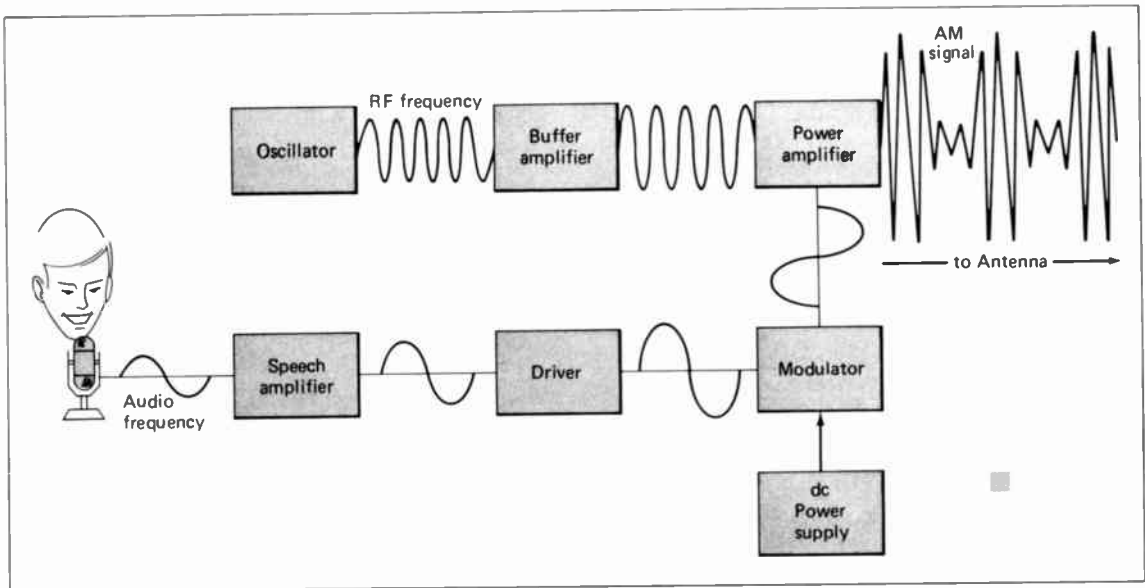 AM
signal
RF frequency
Oscillator
Buffer
amplifier
Power
amplifier
to Antenna
Audio
frequency
Speech
amplifier
Driver
Modulator
dc
Power
supply